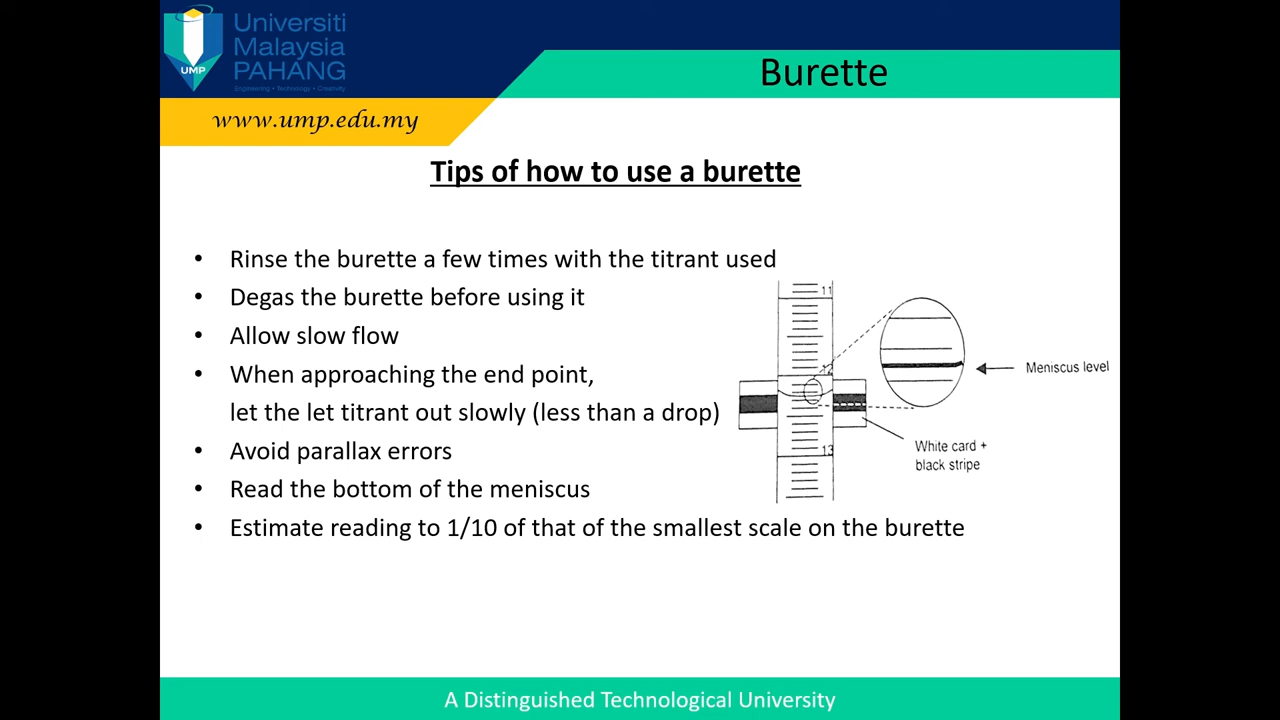 Universiti
Malaysia
PAHANG
Engineering • Technology • Creativity
UMP
Burette
www.ump.edu.my
Tips of how to use a burette
• Rinse the burette a few times with the titrant used
• Degas the burette before using it
• Allow slow flow
• When approaching the end point,
let the let titrant out slowly (less than a drop)
• Avoid parallax errors
• Read the bottom of the meniscus
• Estimate reading to 1/10 of that of the smallest scale on the burette
11
12
13
Meniscus level
White card +
black stripe
A Distinguished Technological University